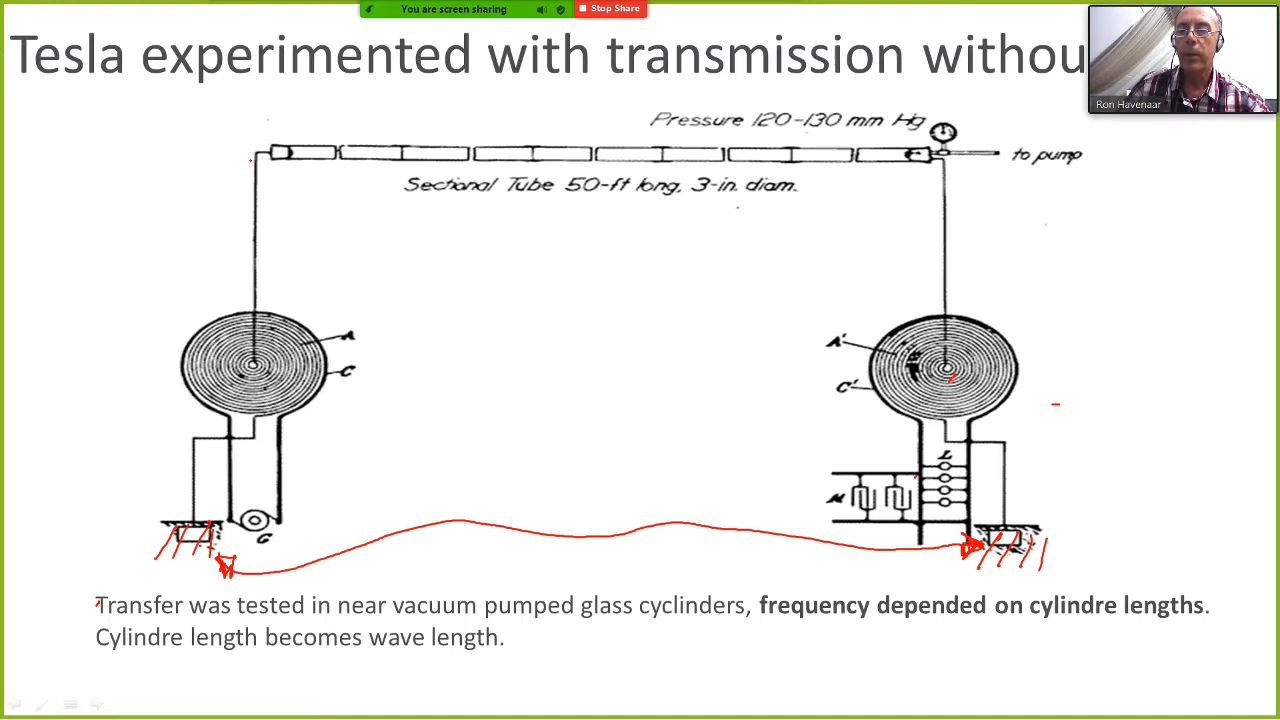 You are screen sharing
Stop Share
Tesla experimented with transmission withou
Ron Havenaar
Pressure 120-130 mm Hg
to pump
Sectional Tube 50-ft long, 3-in. diam.
A
C
A'
C'
L
M
G
Transfer was tested in near vacuum pumped glass cyclinders, frequency depended on cylindre lengths.
Cylindre length becomes wave length.